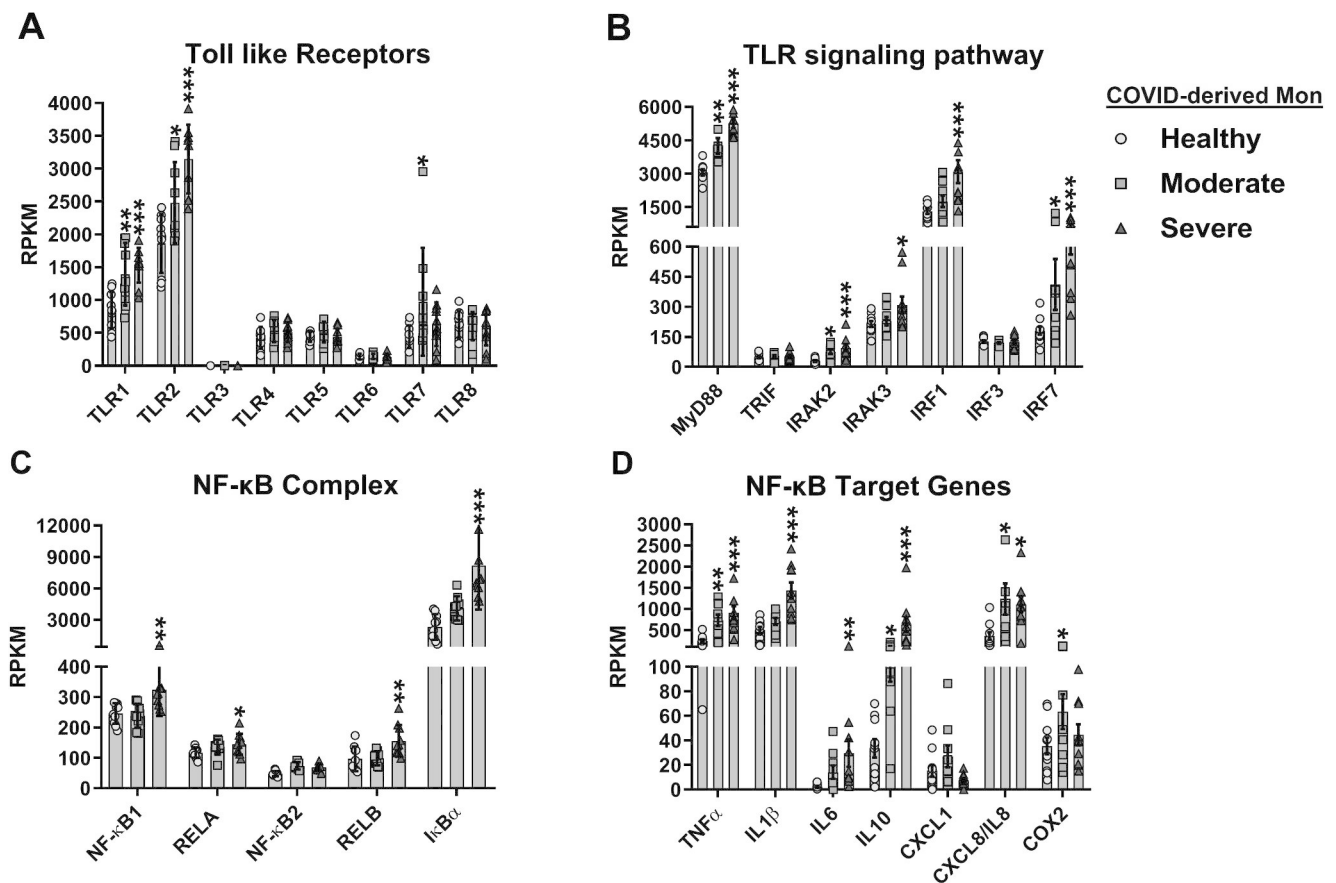 A
Toll like Receptors
RPKM
4000
3500
3000
2500
2000
1500
1000
500
0
** *** * *** *
TLR1 TLR2 TLR3 TLR4 TLR5 TLR6 TLR7 TLR8
B
TLR signaling pathway
RPKM
6000
4500
3000
1500
600
450
300
150
0
** *** * *** * *** * ***
MyD88 TRIF IRAK2 IRAK3 IRF1 IRF3 IRF7
COVID-derived Mon
Healthy
Moderate
Severe
C
NF-κB Complex
RPKM
12000
9000
6000
3000
400
300
200
100
0
** * ** ***
NF-κB1 RELA NF-κB2 RELB IκBα
D
NF-κB Target Genes
RPKM
3000
2500
2000
1500
1000
500
100
80
60
40
20
0
** *** *** ** * *** * * *
TNFα IL1β IL6 IL10 CXCL1 CXCL8/IL8 COX2